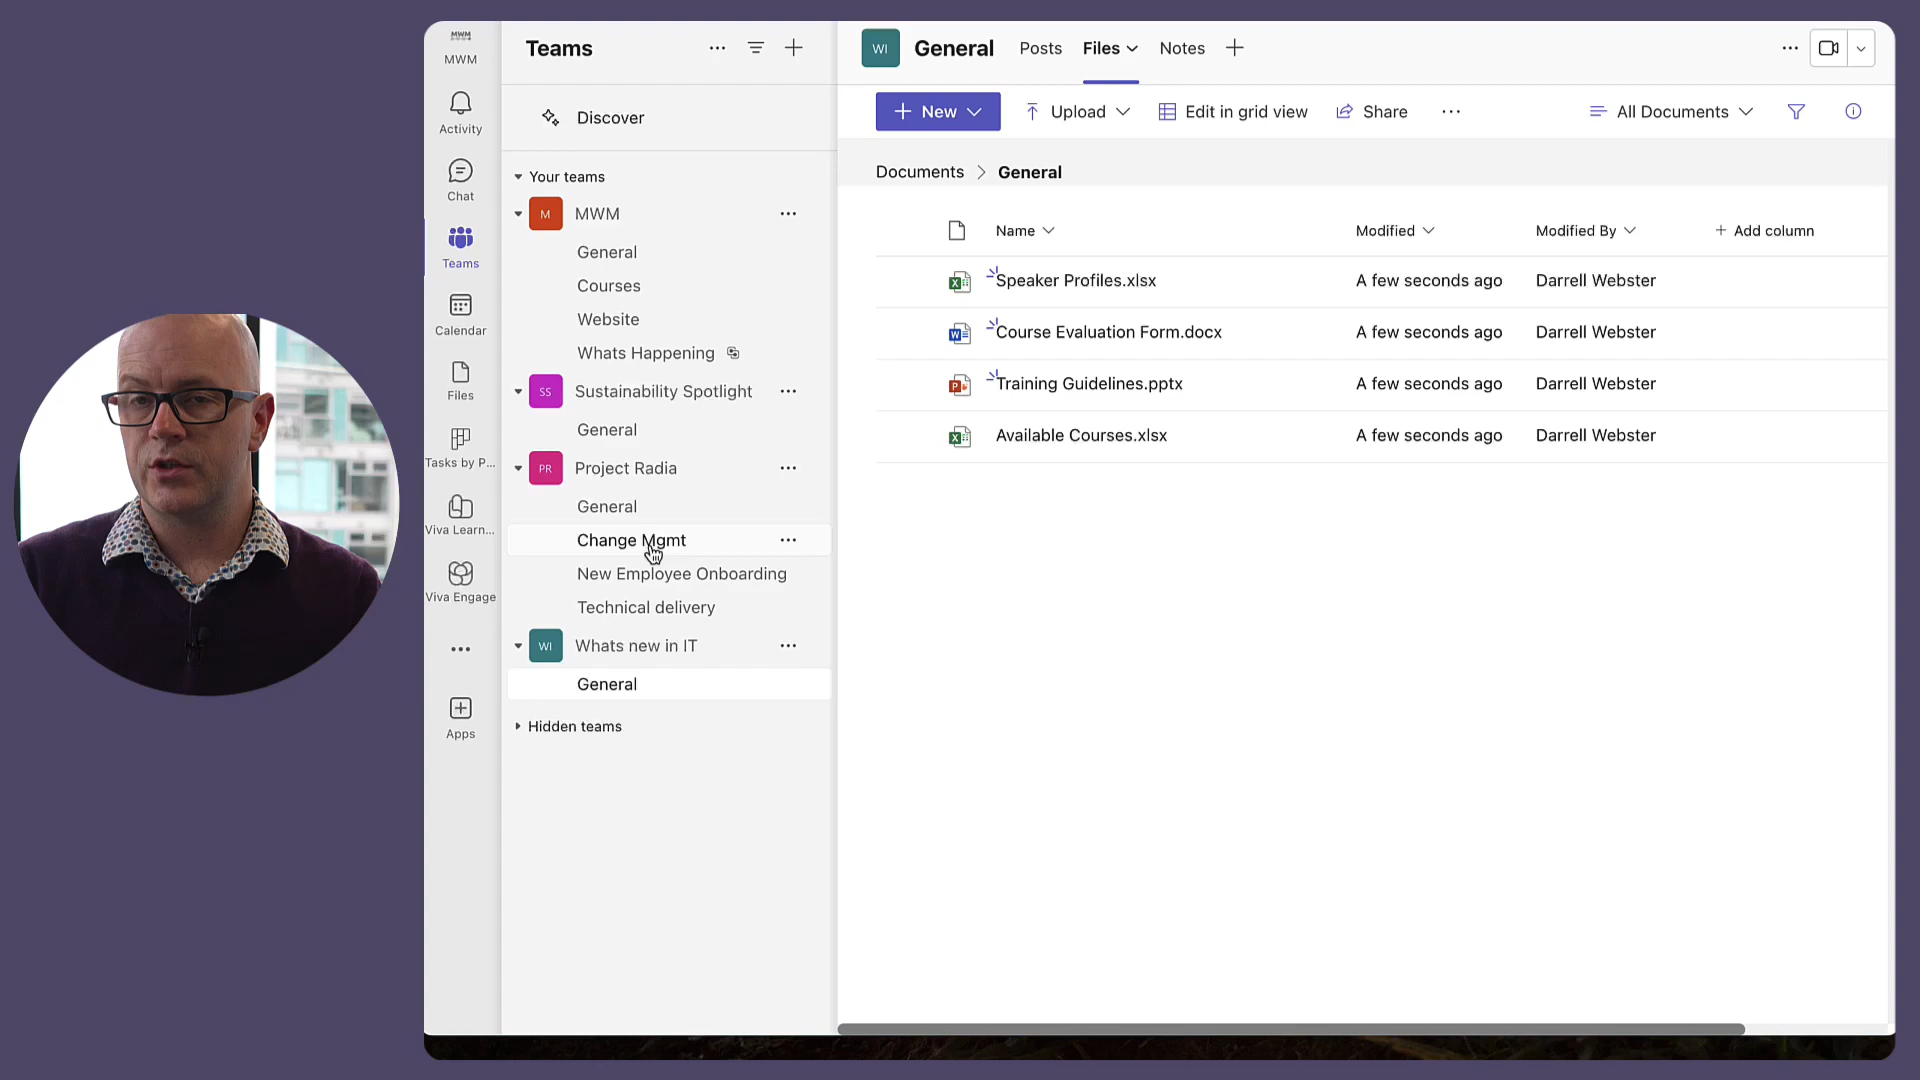 MWM
MWM
Activity
Chat
Teams
Calendar
Files
Tasks by P...
Viva Learn...
Viva Engage
Apps
Teams
Discover
Your teams
M MWM
General
Courses
Website
Whats Happening
SS Sustainability Spotlight
General
PR Project Radia
General
Change Mgmt
New Employee Onboarding
Technical delivery
WI Whats new in IT
General
Hidden teams
WI General Posts Files Notes
New Upload Edit in grid view Share All Documents
Documents > General
Name Modified Modified By + Add column
Speaker Profiles.xlsx A few seconds ago Darrell Webster
Course Evaluation Form.docx A few seconds ago Darrell Webster
Training Guidelines.pptx A few seconds ago Darrell Webster
Available Courses.xlsx A few seconds ago Darrell Webster